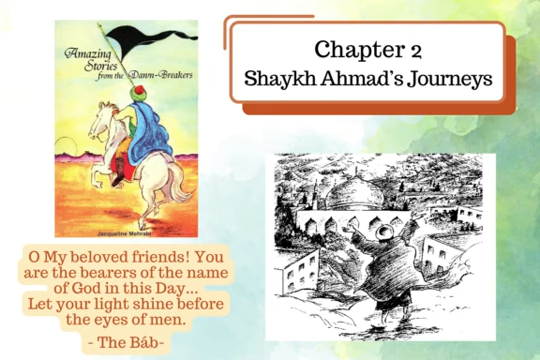 Amazing
Stories
from the Dawn-Breakers
Jacqueline Mehrabi
Chapter 2
Shaykh Ahmad's Journeys
O My beloved friends! You
are the bearers of the name
of God in this Day...
Let your light shine before
the eyes of men.
- The Báb-